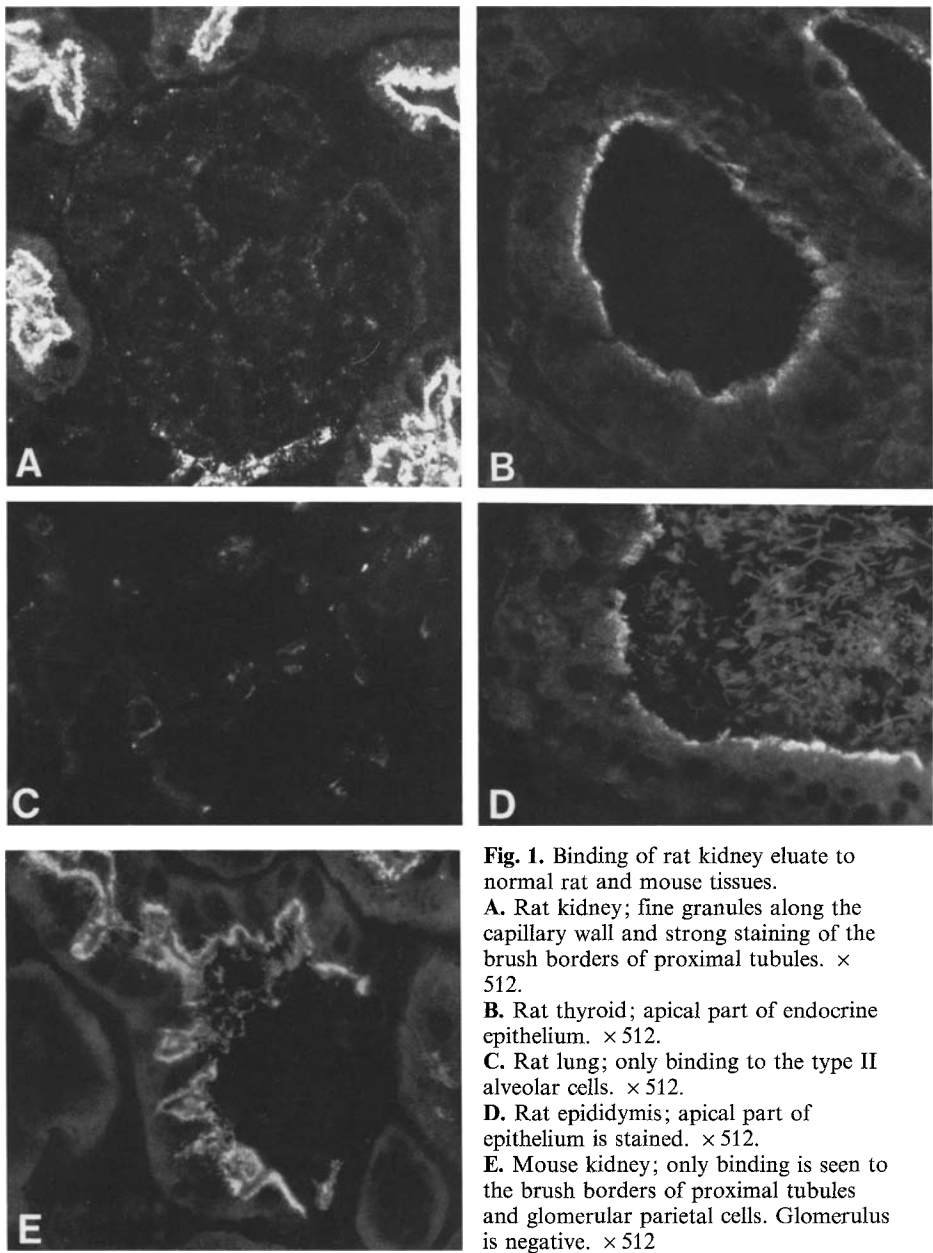 A
B
C
D
E
Fig. 1. Binding of rat kidney eluate to
normal rat and mouse tissues.
A. Rat kidney; fine granules along the
capillary wall and strong staining of the
brush borders of proximal tubules. ×
512.
B. Rat thyroid; apical part of endocrine
epithelium. × 512.
C. Rat lung; only binding to the type II
alveolar cells. × 512.
D. Rat epididymis; apical part of
epithelium is stained. × 512.
E. Mouse kidney; only binding is seen to
the brush borders of proximal tubules
and glomerular parietal cells. Glomerulus
is negative. × 512